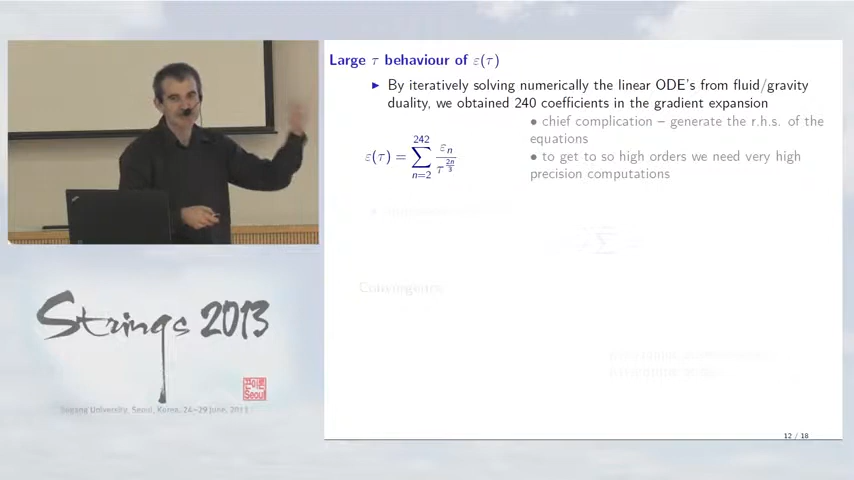 Large τ behaviour of ε(τ)
▶ By iteratively solving numerically the linear ODE's from fluid/gravity
duality, we obtained 240 coefficients in the gradient expansion
• chief complication – generate the r.h.s. of the
equations
• to get to so high orders we need very high
precision computations
ε(τ) = ∑_{n=2}^{242} ε_n / τ^{2n/3}
Convergence
Strings 2013
Seoul
Sogang University, Seoul, Korea, 24–29 June, 2013
12 / 18